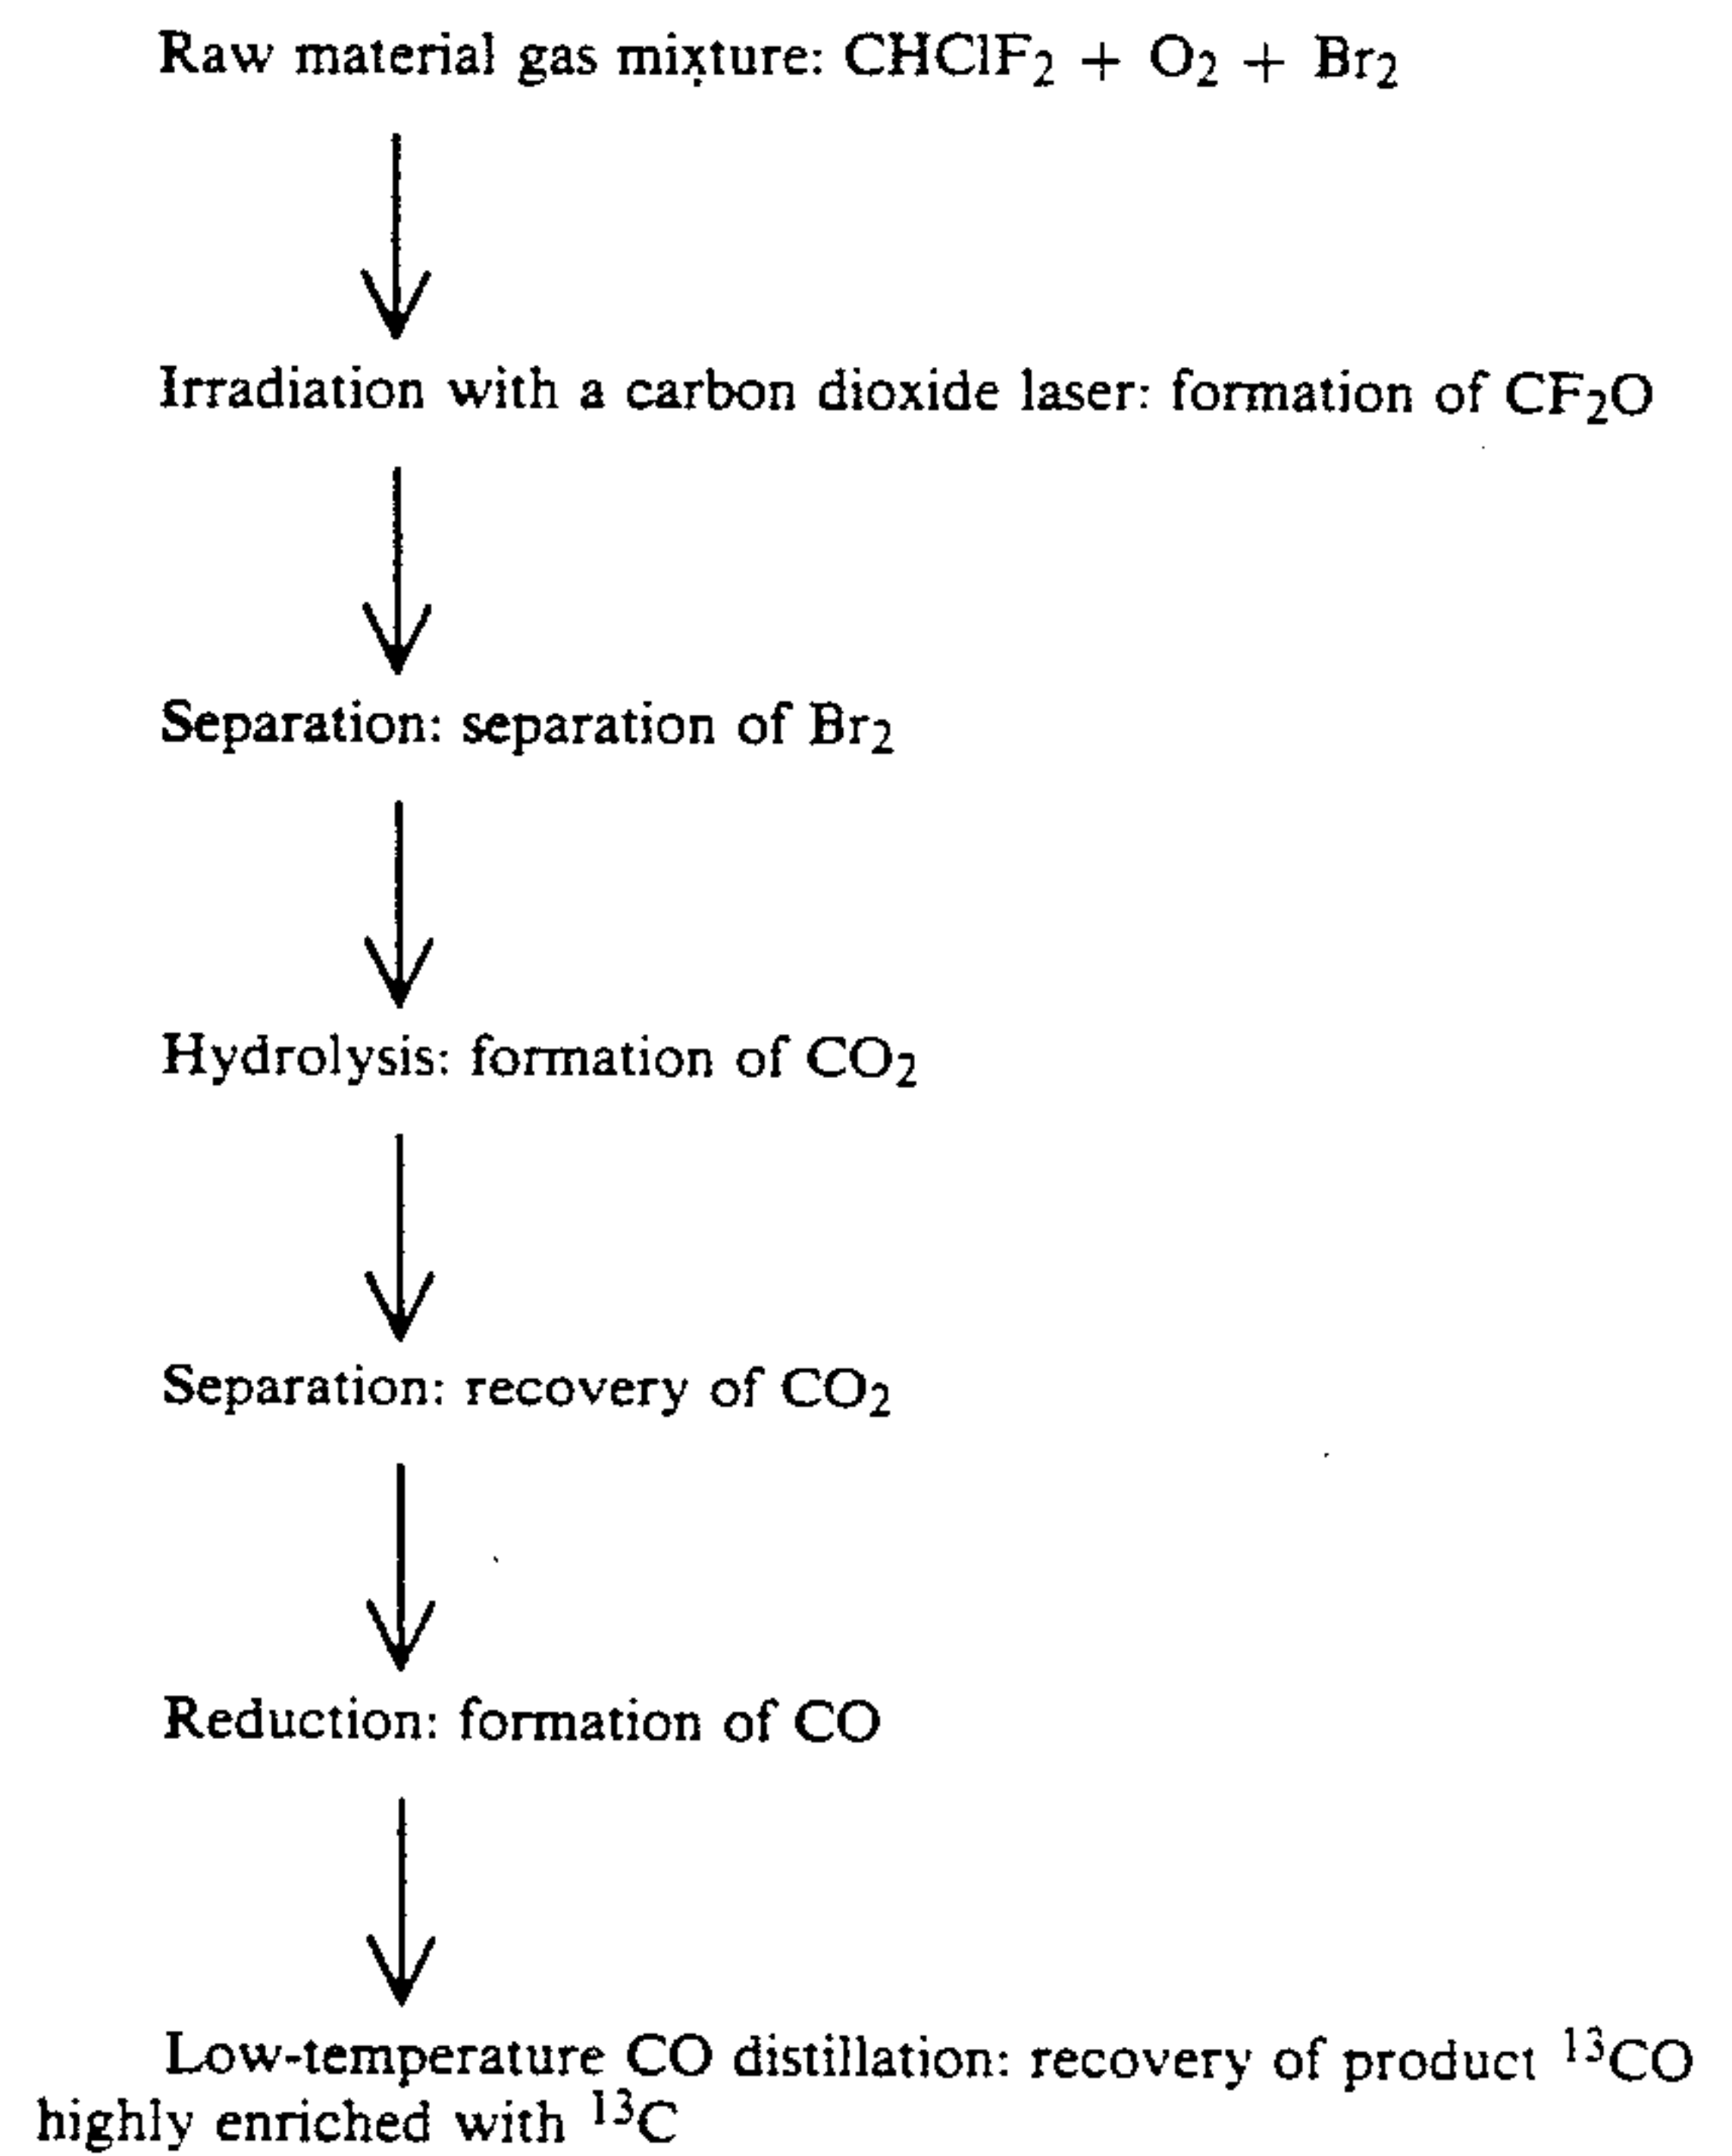 Raw material gas mixture: CHClF₂ + O₂ + Br₂
Irradiation with a carbon dioxide laser: formation of CF₂O
Separation: separation of Br₂
Hydrolysis: formation of CO₂
Separation: recovery of CO₂
Reduction: formation of CO
Low-temperature CO distillation: recovery of product ¹³CO
highly enriched with ¹³C